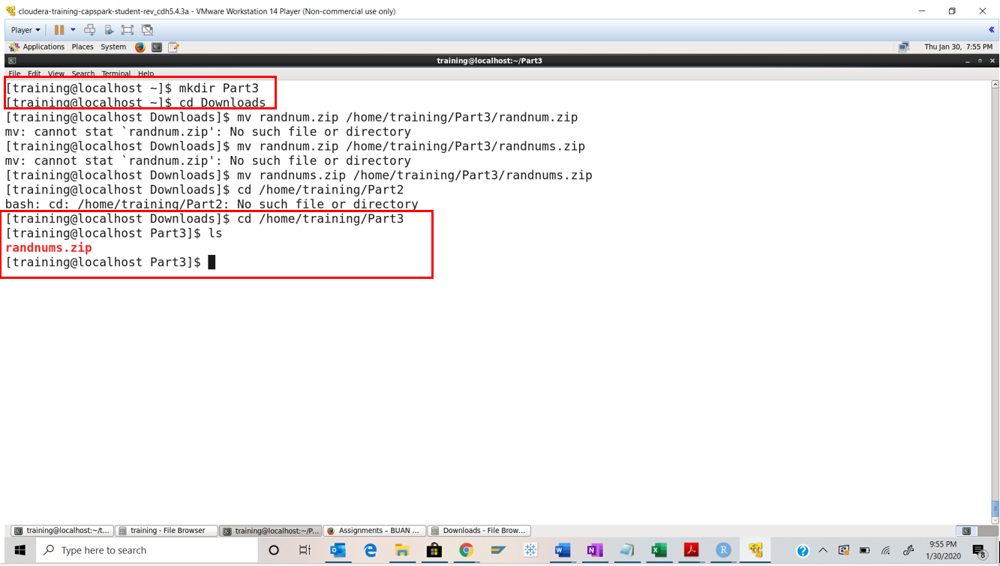 cloudera-training-capspark-student-rev_cdh5.4.3a - VMware Workstation 14 Player (Non-commercial use only)
Player
Applications Places System Thu Jan 30, 7:55 PM
training@localhost:~/Part3
File Edit View Search Terminal Help
[training@localhost ~]$ mkdir Part3
[training@localhost ~]$ cd Downloads
[training@localhost Downloads]$ mv randnum.zip /home/training/Part3/randnum.zip
mv: cannot stat `randnum.zip': No such file or directory
[training@localhost Downloads]$ mv randnum.zip /home/training/Part3/randnums.zip
mv: cannot stat `randnum.zip': No such file or directory
[training@localhost Downloads]$ mv randnums.zip /home/training/Part3/randnums.zip
[training@localhost Downloads]$ cd /home/training/Part2
bash: cd: /home/training/Part2: No such file or directory
[training@localhost Downloads]$ cd /home/training/Part3
[training@localhost Part3]$ ls
randnums.zip
[training@localhost Part3]$
training@localhost:~/t... training - File Browser training@localhost:~/P... Assignments – BUAN ... Downloads - File Brow...
Type here to search
9:55 PM
1/30/2020
8